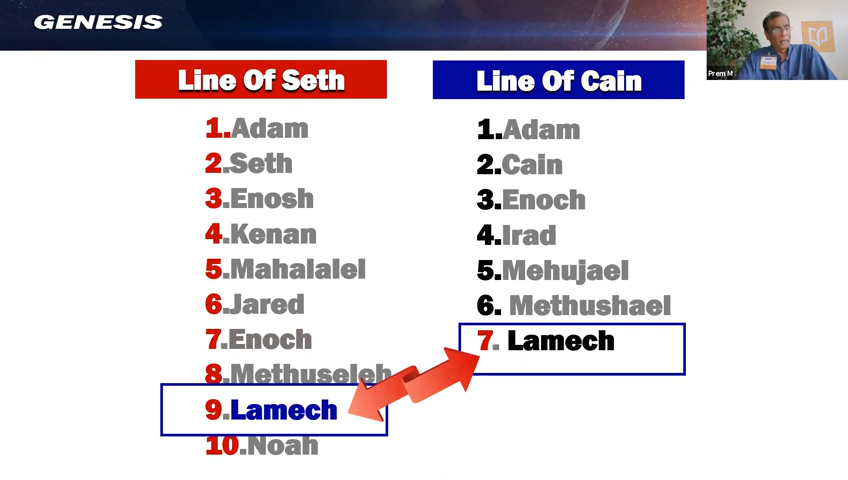 GENESIS
Prem M
Line Of Seth
1.Adam
2.Seth
3.Enosh
4.Kenan
5.Mahalalel
6.Jared
7.Enoch
8.Methuseleh
9.Lamech
10.Noah
Line Of Cain
1.Adam
2.Cain
3.Enoch
4.Irad
5.Mehujael
6. Methushael
7. Lamech